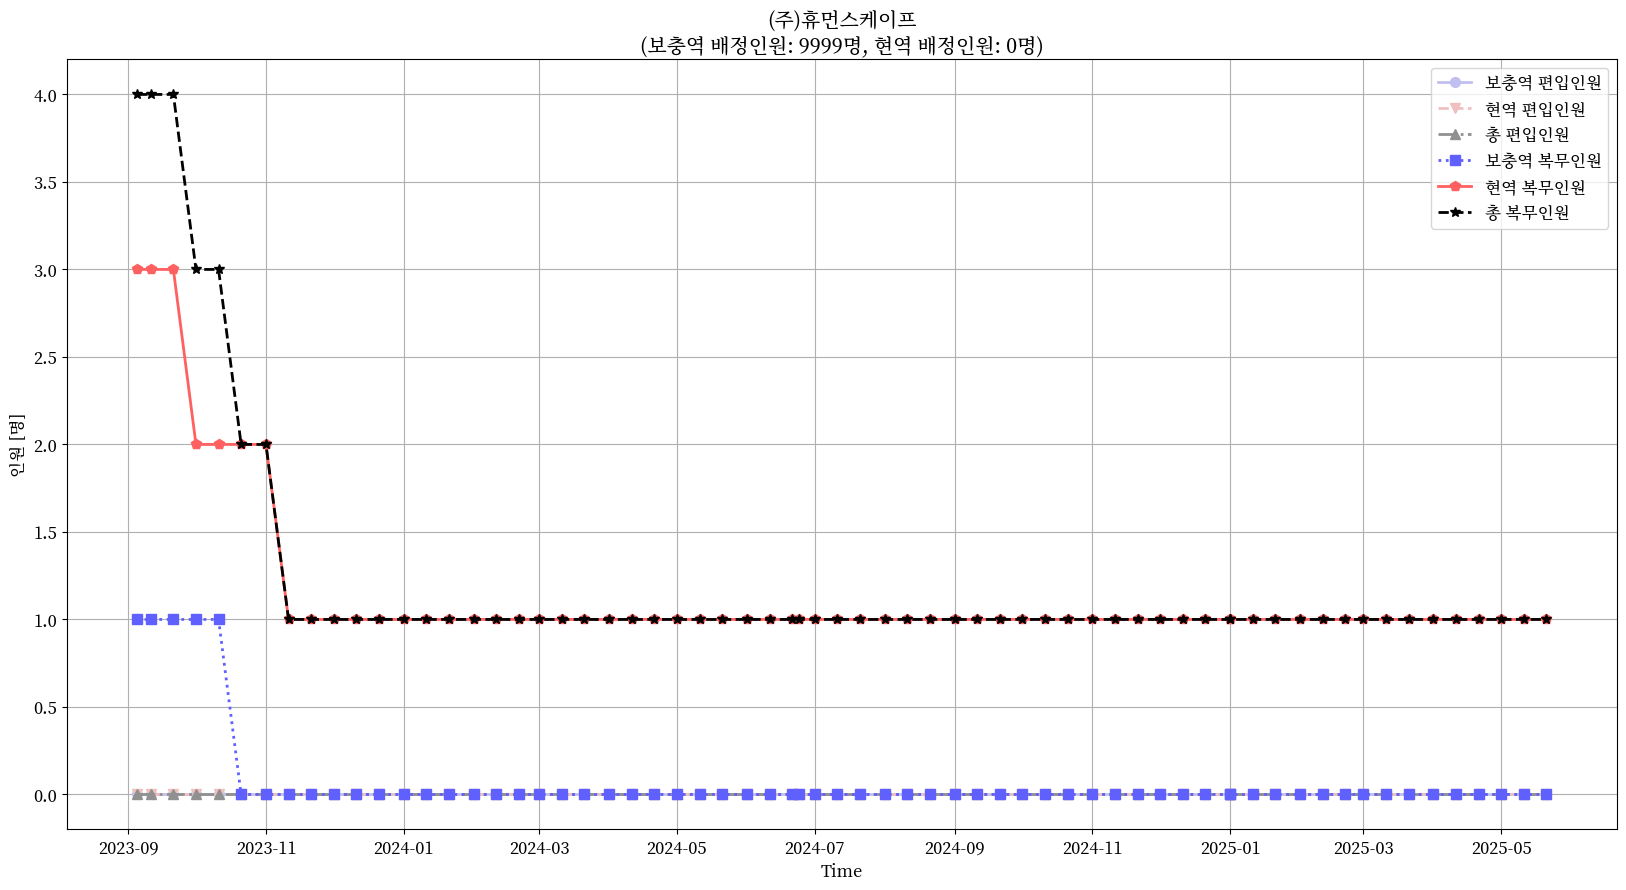 (주)휴먼스케이프
(보충역 배정인원: 9999명, 현역 배정인원: 0명)
보충역 편입인원
현역 편입인원
총 편입인원
보충역 복무인원
현역 복무인원
총 복무인원
인원 [명]
4.0
3.5
3.0
2.5
2.0
1.5
1.0
0.5
0.0
2023-09
2023-11
2024-01
2024-03
2024-05
2024-07
2024-09
2024-11
2025-01
2025-03
2025-05
Time